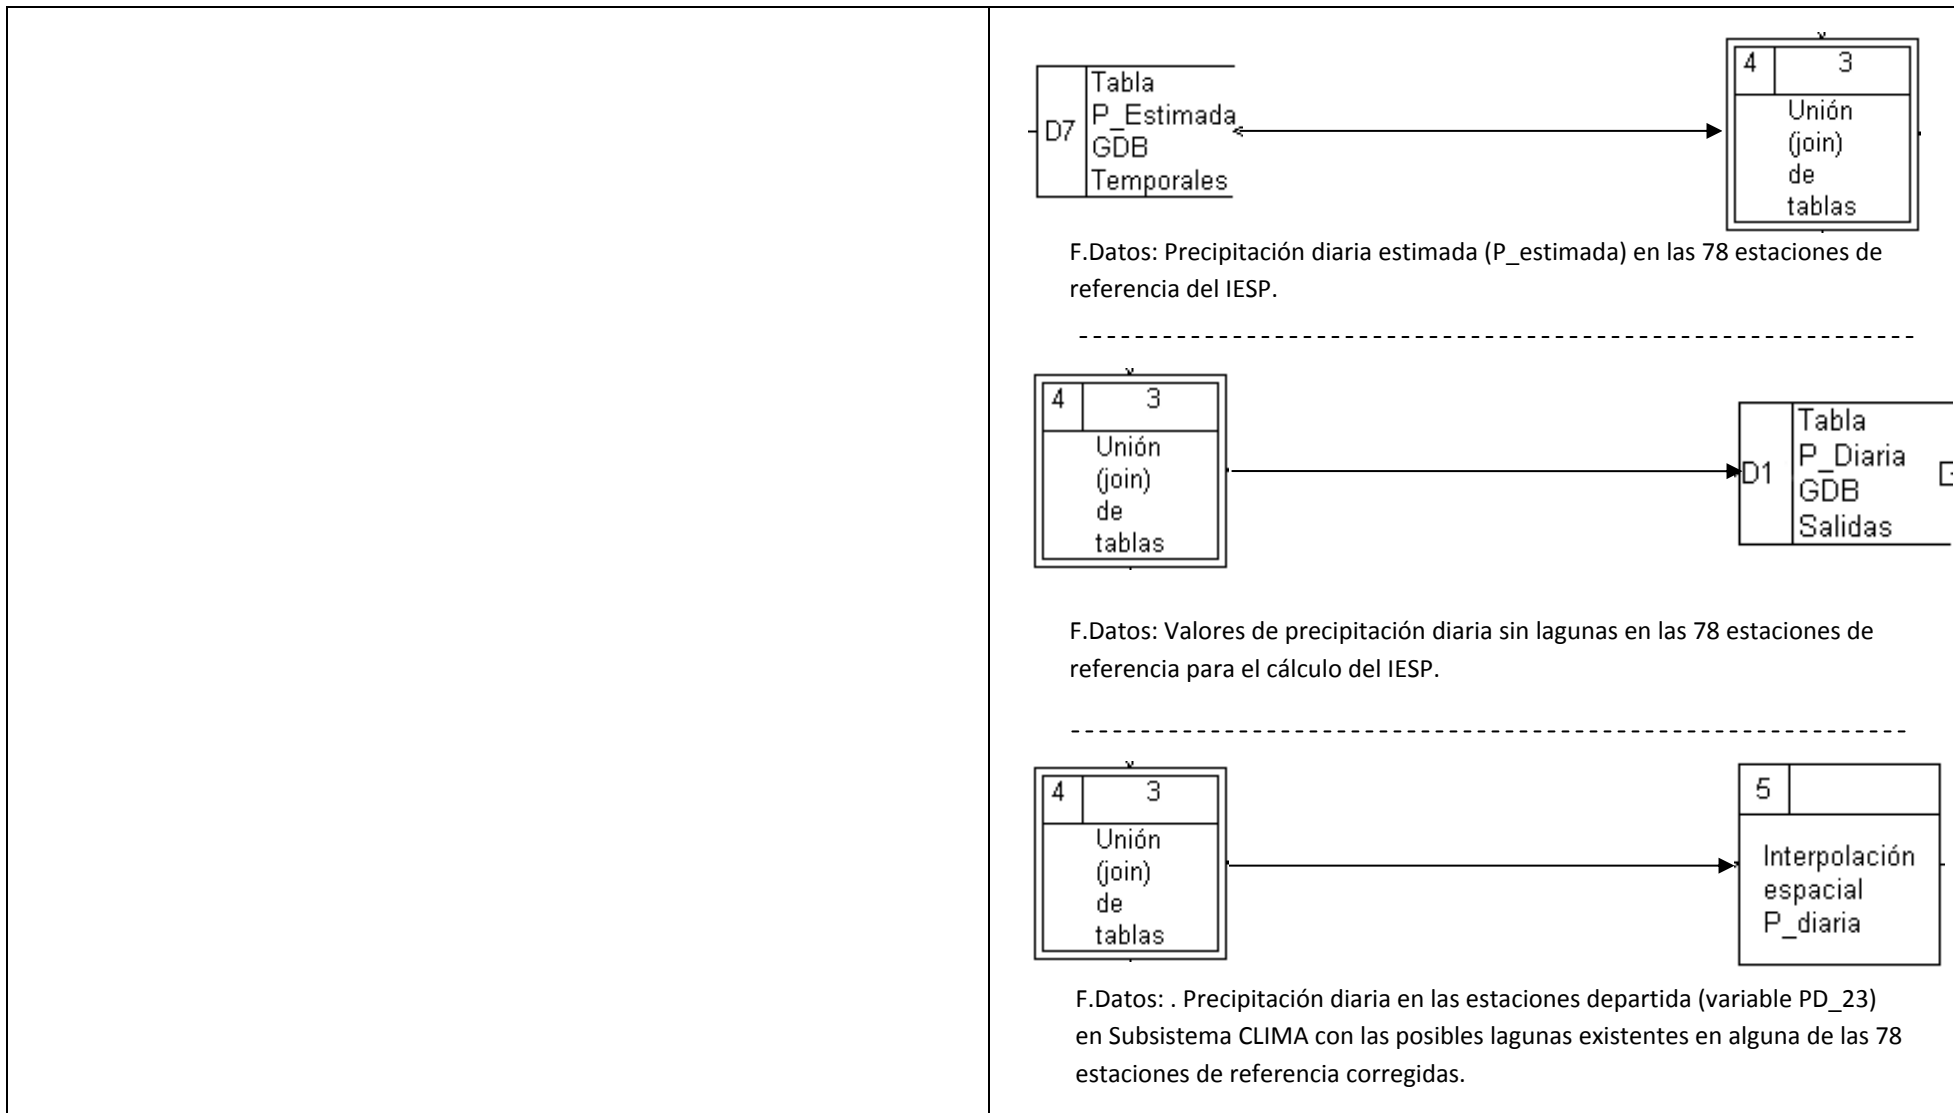 D7
Tabla
P_Estimada
GDB
Temporales
4 3
Unión
(join)
de
tablas
F.Datos: Precipitación diaria estimada (P_estimada) en las 78 estaciones de
referencia del IESP.
4 3
Unión
(join)
de
tablas
D1
Tabla
P_Diaria
GDB
Salidas
F.Datos: Valores de precipitación diaria sin lagunas en las 78 estaciones de
referencia para el cálculo del IESP.
4 3
Unión
(join)
de
tablas
5
Interpolación
espacial
P_diaria
F.Datos: . Precipitación diaria en las estaciones departida (variable PD_23)
en Subsistema CLIMA con las posibles lagunas existentes en alguna de las 78
estaciones de referencia corregidas.